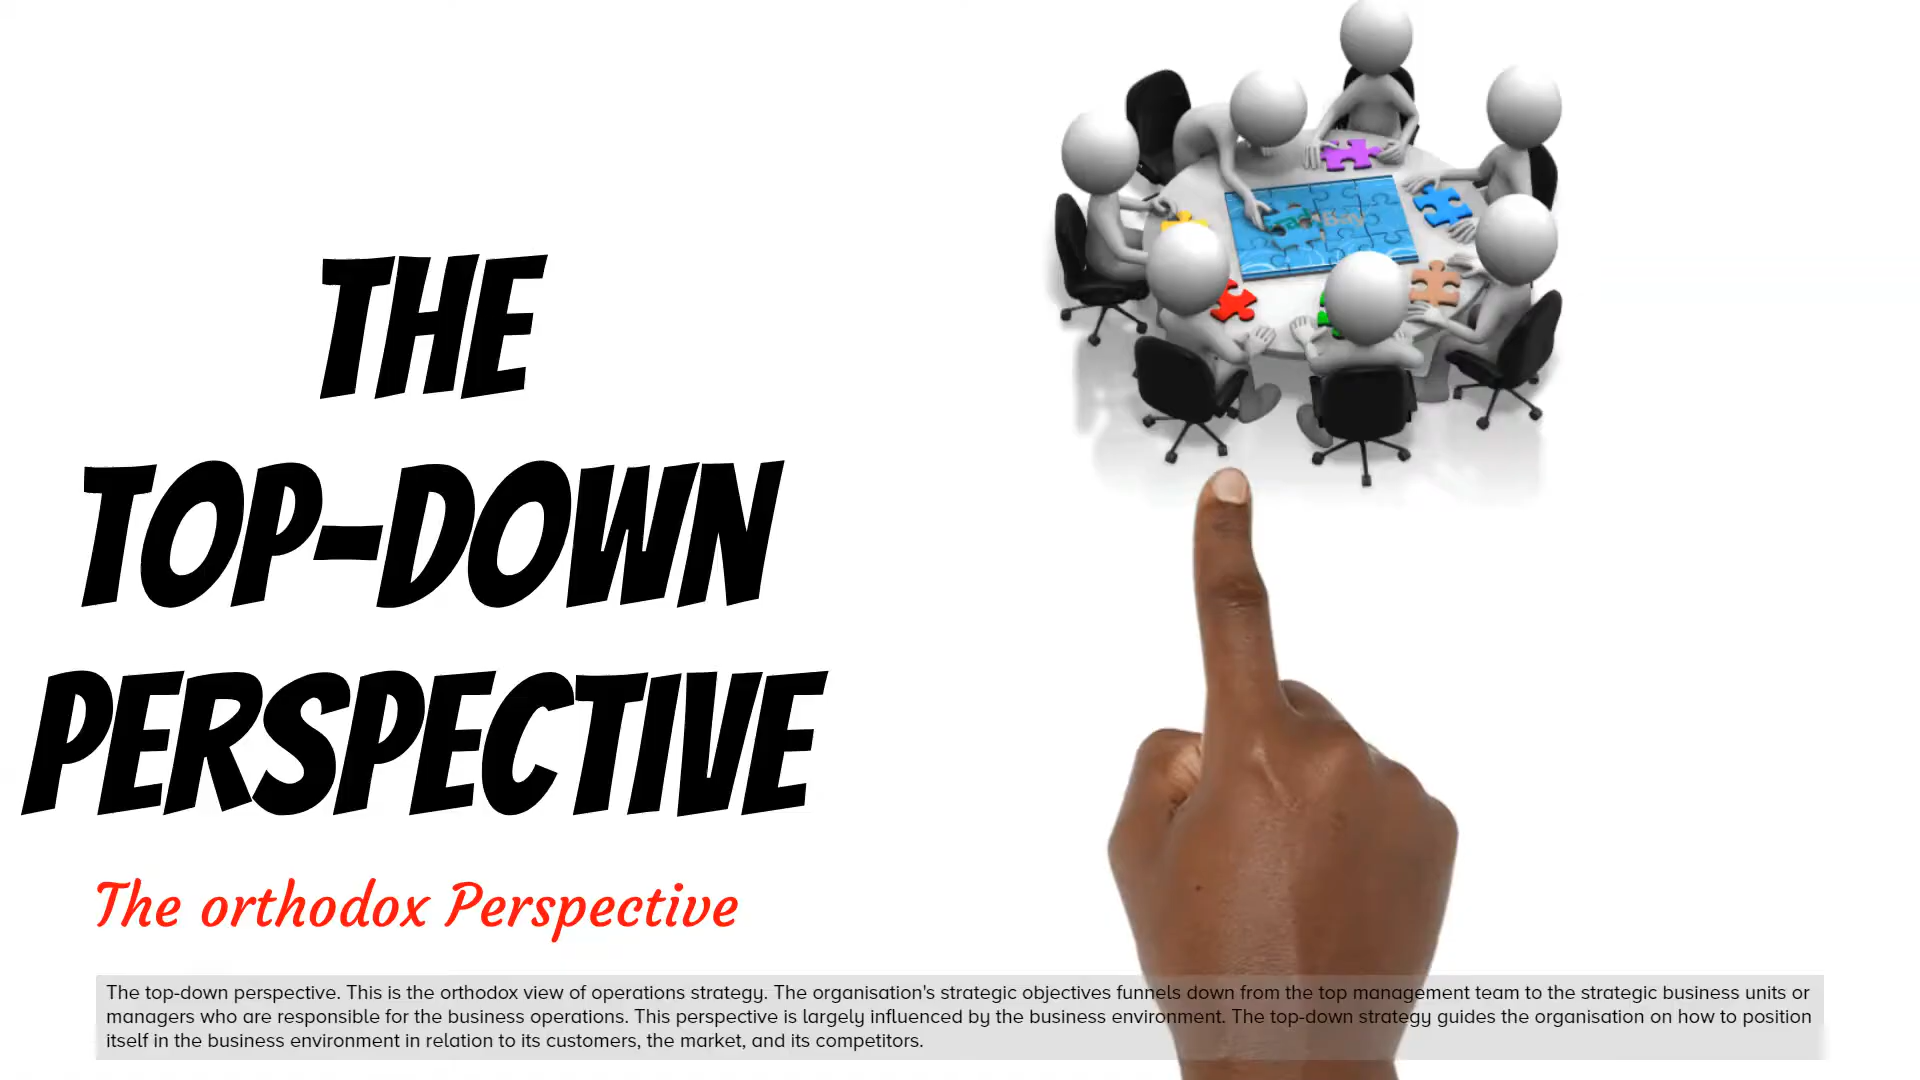 THE
TOP-DOWN
PERSPECTIVE
The orthodox Perspective
The top-down perspective. This is the orthodox view of operations strategy. The organisation's strategic objectives funnels down from the top management team to the strategic business units or
managers who are responsible for the business operations. This perspective is largely influenced by the business environment. The top-down strategy guides the organisation on how to position
itself in the business environment in relation to its customers, the market, and its competitors.